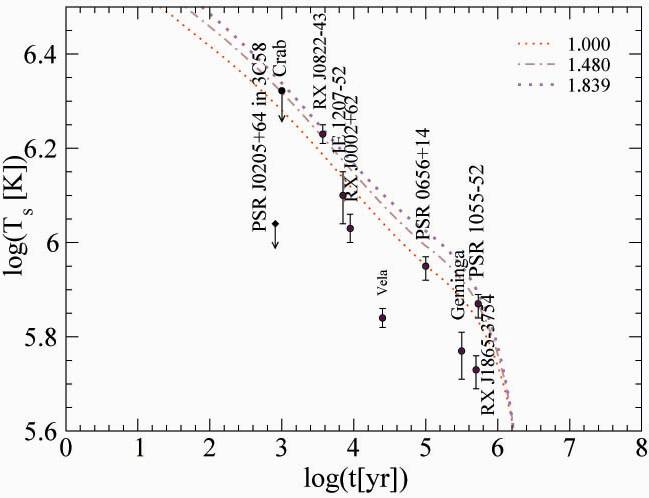 6.4
6.2
6
5.8
5.6
0
1
2
3
4
5
6
7
8
log(T s [K])
log(t[yr])
1.000
1.480
1.839
PSR J0205+64 in 3C58
Crab
RX J0822-43
1E 1207-52
RX J0002+62
Vela
PSR 0656+14
Geminga
PSR 1055-52
RX J1865-3754